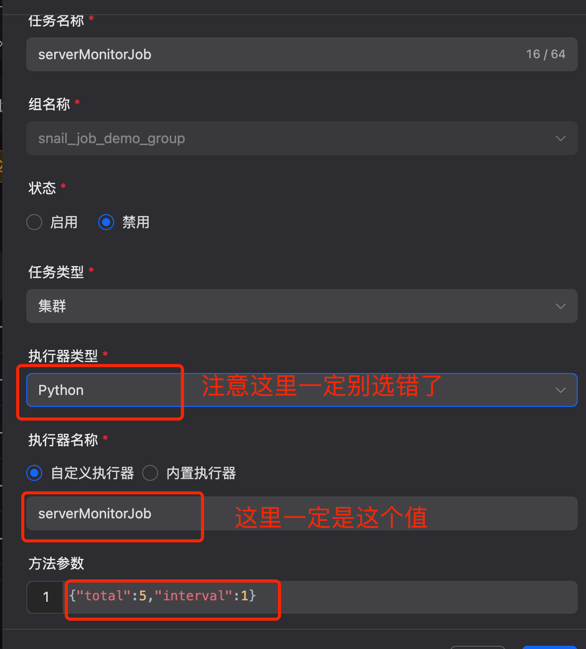 任务名称 *
serverMonitorJob 16 / 64
组名称 *
snail_job_demo_group
状态 *
启用 禁用
任务类型 *
集群
执行器类型 *
Python 注意这里一定别选错了
执行器名称 *
自定义执行器 内置执行器
serverMonitorJob 这里一定是这个值
方法参数
1 {"total":5,"interval":1}